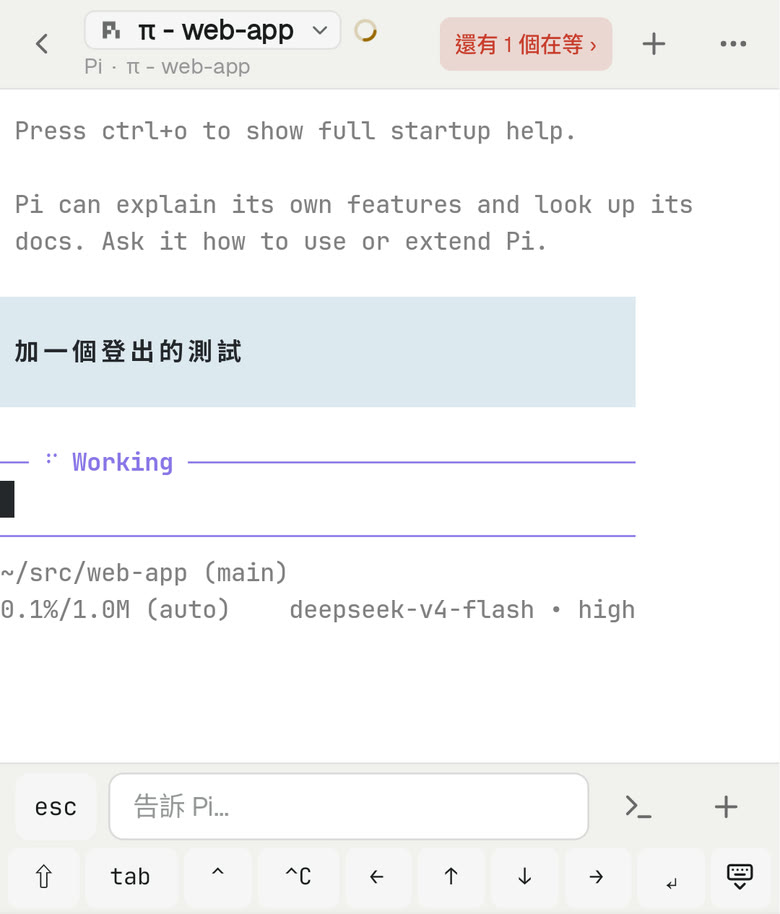 π - web-app
還有 1 個在等 ›
Pi · π - web-app
Press ctrl+o to show full startup help.
Pi can explain its own features and look up its
docs. Ask it how to use or extend Pi.
加一個登出的測試
Working
~/src/web-app (main)
0.1%/1.0M (auto) deepseek-v4-flash • high
esc
告訴 Pi...
tab ^ ^C ← ↑ ↓ →